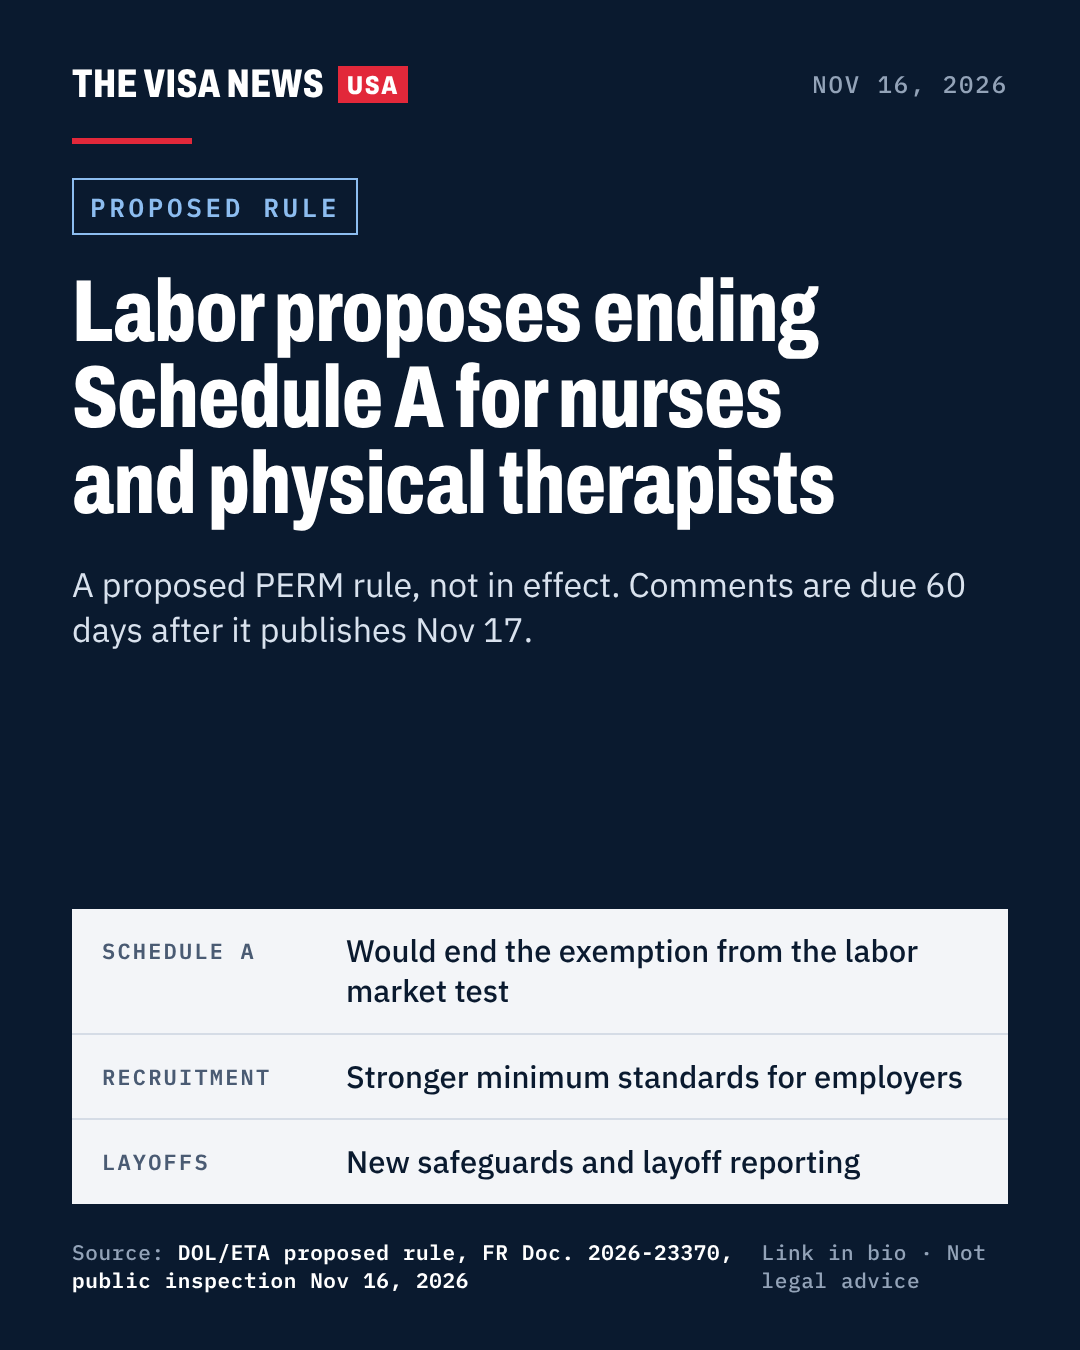 THE VISA NEWS USA
NOV 16, 2026
PROPOSED RULE
Labor proposes ending
Schedule A for nurses
and physical therapists
A proposed PERM rule, not in effect. Comments are due 60
days after it publishes Nov 17.
SCHEDULE A
Would end the exemption from the labor
market test
RECRUITMENT
Stronger minimum standards for employers
LAYOFFS
New safeguards and layoff reporting
Source: DOL/ETA proposed rule, FR Doc. 2026-23370,
public inspection Nov 16, 2026
Link in bio · Not
legal advice